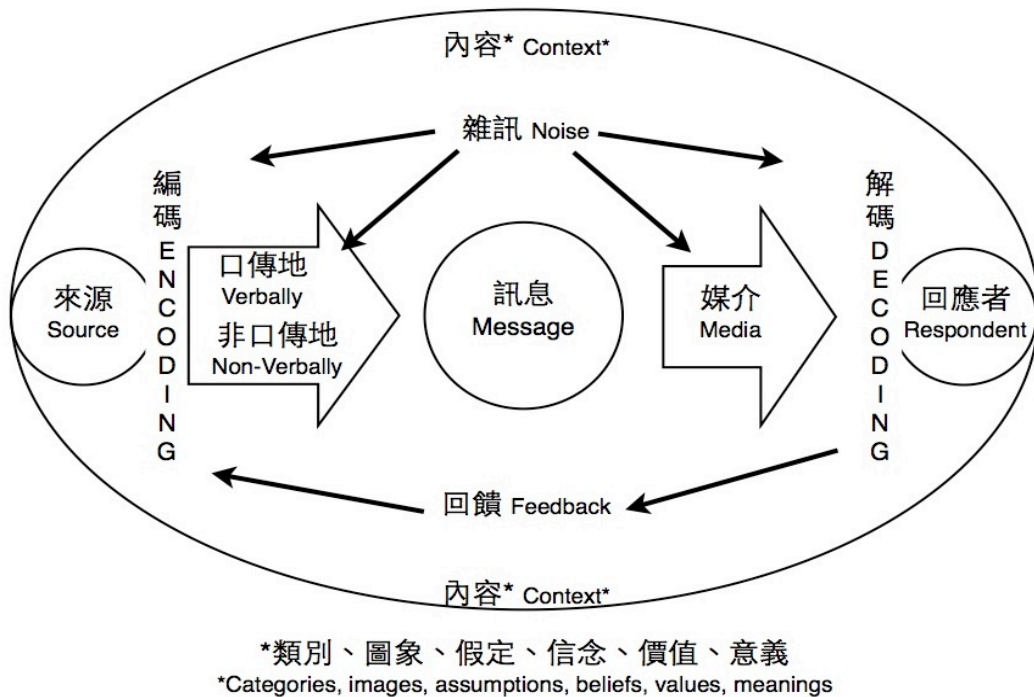 內容* Context*
雜訊 Noise
編碼 ENCODING
解碼 DECODING
來源
Source
口傳地
Verbally
非口傳地
Non-Verbally
訊息
Message
媒介
Media
回應者
Respondent
回饋 Feedback
內容* Context*
*類別、圖象、假定、信念、價值、意義
*Categories, images, assumptions, beliefs, values, meanings